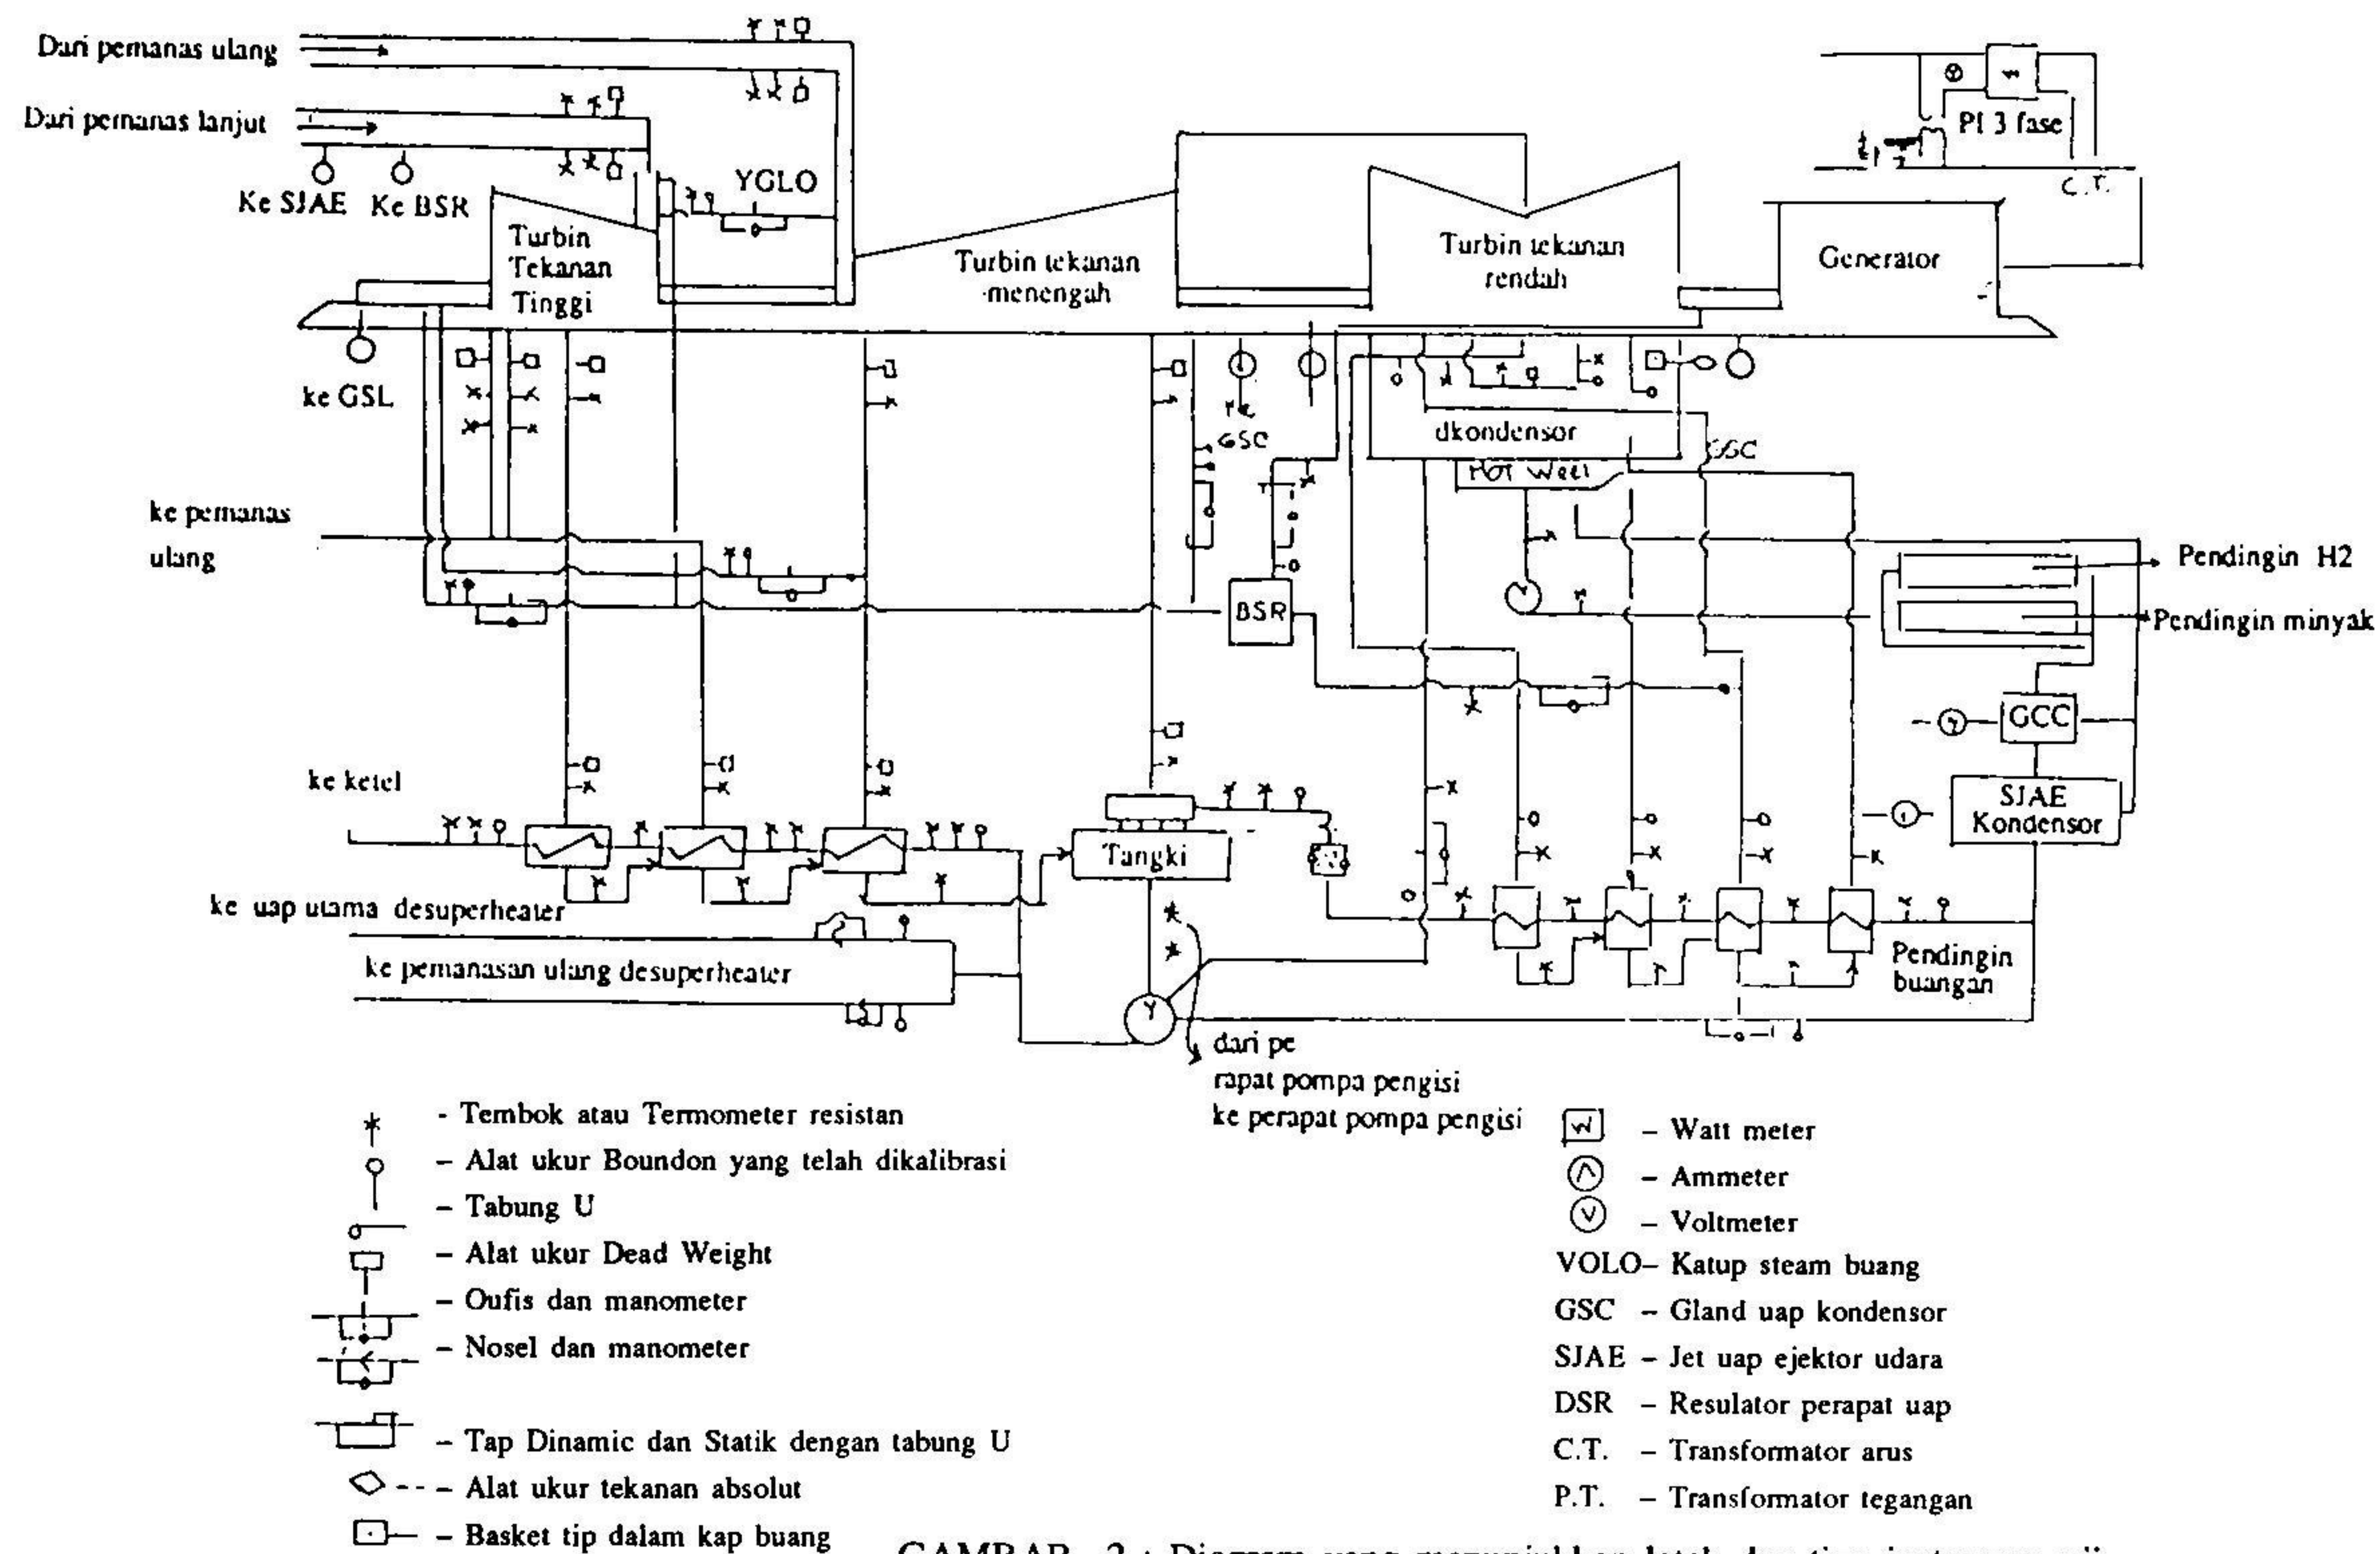 Dari pemanas ulang
Dari pemanas lanjut
Ke SJAE
Ke BSR
YGLO
PI 3 fase
C.T.
Turbin
Tekanan
Tinggi
Turbin tekanan
menengah
Turbin tekanan
rendah
Generator
ke GSL
GSC
dkondensor
GSC
ke pemanas
ulang
BSR
Pendingin H2
Pendingin minyak
GCC
SJAE
Kondensor
ke ketel
Tangki
ke uap utama desuperheater
ke pemanasan ulang desuperheater
Pendingin
buangan
dari pe
rapat pompa pengisi
ke perapat pompa pengisi
- Tembok atau Termometer resistan
– Alat ukur Boundon yang telah dikalibrasi
– Tabung U
– Alat ukur Dead Weight
– Oufis dan manometer
– Nosel dan manometer
– Tap Dinamic dan Statik dengan tabung U
– Alat ukur tekanan absolut
– Basket tip dalam kap buang
W – Watt meter
– Ammeter
V – Voltmeter
VOLO– Katup steam buang
GSC – Gland uap kondensor
SJAE – Jet uap ejektor udara
DSR – Resulator perapat uap
C.T. – Transformator arus
P.T. – Transformator tegangan